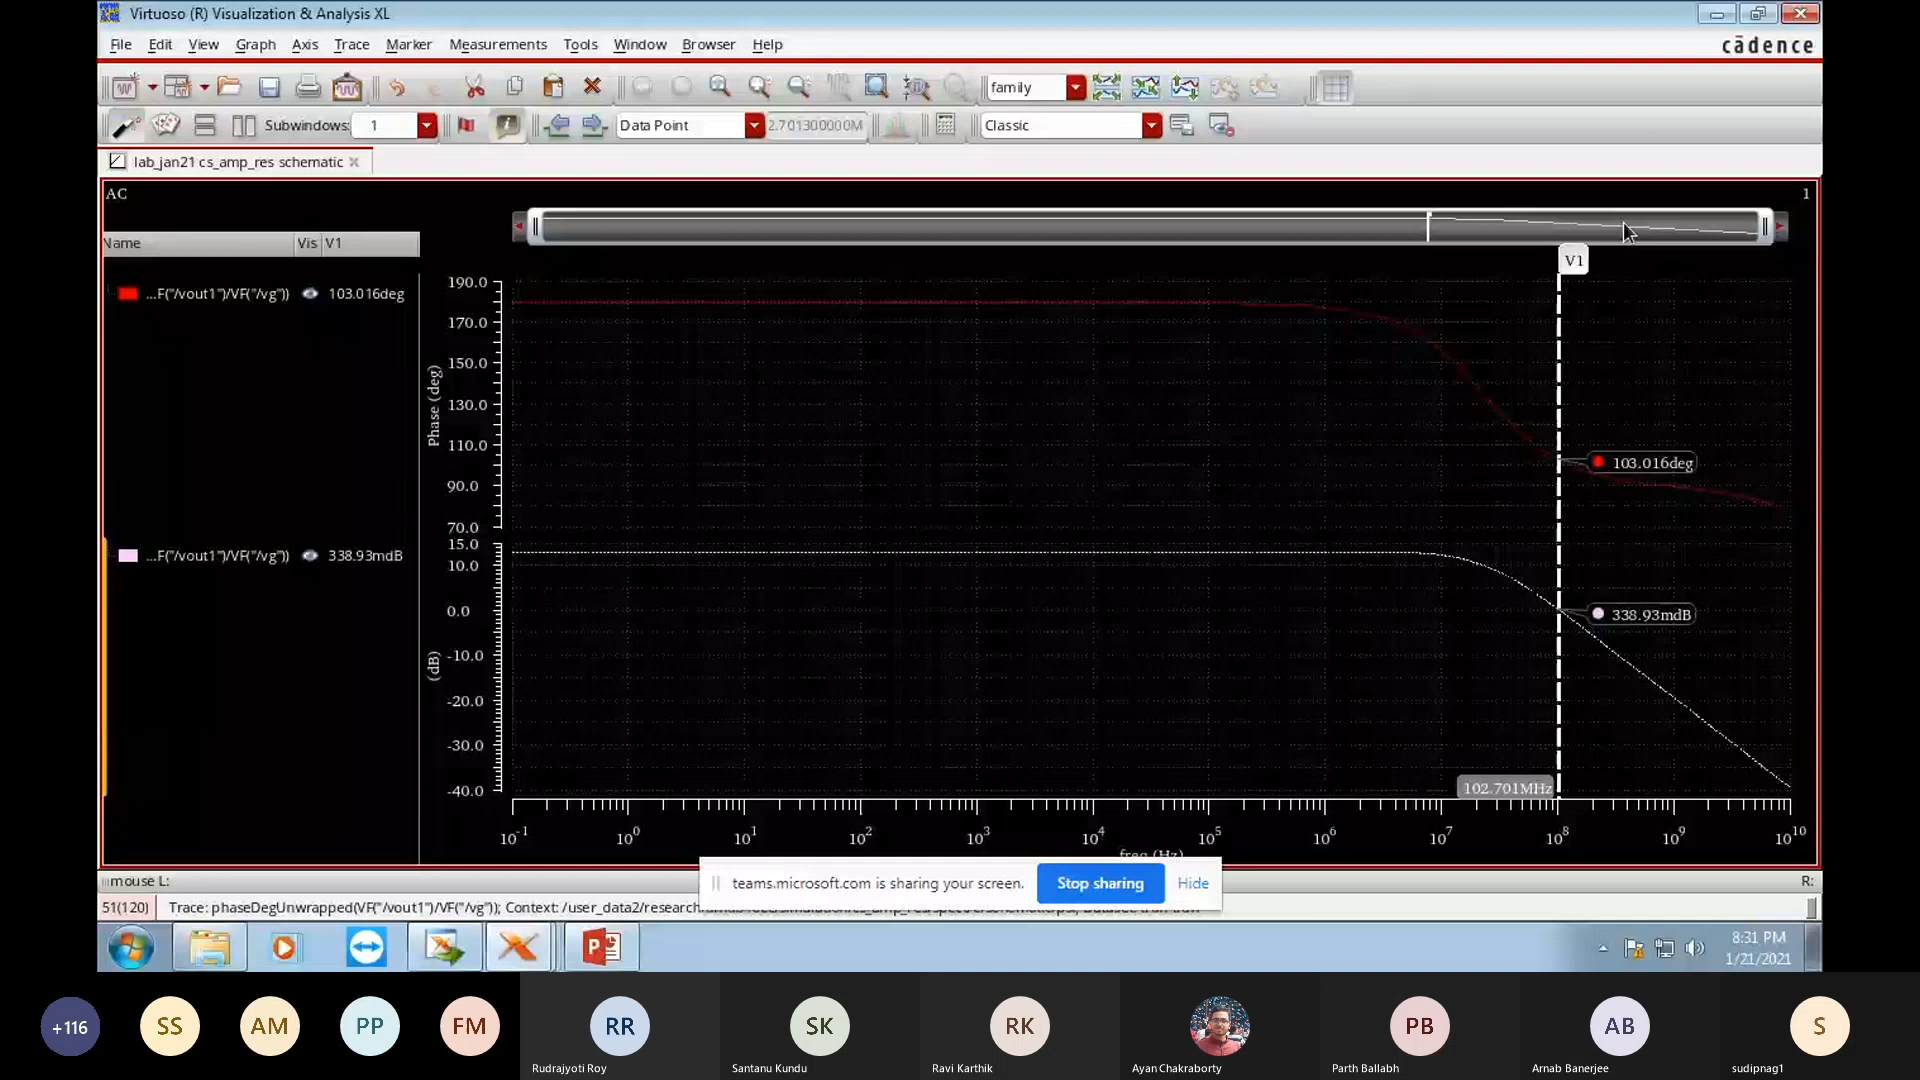 Virtuoso (R) Visualization & Analysis XL
File Edit View Graph Axis Trace Marker Measurements Tools Window Browser Help
cādence
family
Subwindows: 1 Data Point 2.701300000M Classic
lab_jan21 cs_amp_res schematic
AC
1
Name Vis V1
V1
...F("/vout1")/VF("/vg")) 103.016deg
190.0
170.0
150.0
130.0
110.0
90.0
70.0
Phase (deg)
103.016deg
...F("/vout1")/VF("/vg")) 338.93mdB
15.0
10.0
0.0
-10.0
-20.0
-30.0
-40.0
(dB)
338.93mdB
102.701MHz
10-1 100 101 102 103 104 105 106 107 108 109 1010
freq (Hz)
mouse L:
R:
teams.microsoft.com is sharing your screen. Stop sharing Hide
51(120) Trace: phaseDegUnwrapped(VF("/vout1")/VF("/vg")); Context: /user_data2/research
8:31 PM
1/21/2021
+116 SS AM PP FM RR SK RK PB AB S
Rudrajyoti Roy Santanu Kundu Ravi Karthik Ayan Chakraborty Parth Ballabh Arnab Banerjee sudipnag1